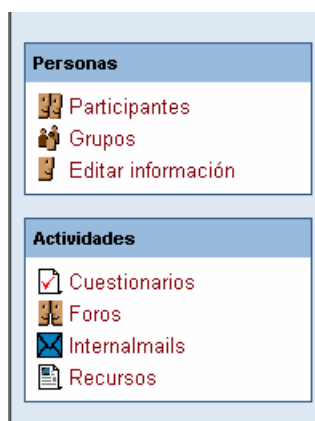 Personas
Participantes
Grupos
Editar información
Actividades
Cuestionarios
Foros
Internalmails
Recursos